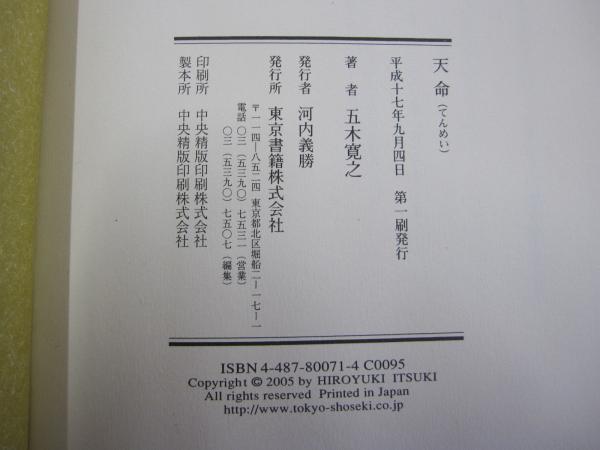 天命(てんめい)
平成十七年九月四日 第一刷発行
著者 五木寛之
発行者 河内義勝
発行所 東京書籍株式会社
〒一一四―八五二四 東京都北区堀船二―一七―一
電話 〇三(五三九〇)七五三一(営業)
〇三(五三九〇)七五〇七(編集)
印刷所 中央精版印刷株式会社
製本所 中央精版印刷株式会社
ISBN 4-487-80071-4 C0095
Copyright © 2005 by HIROYUKI ITSUKI
All rights reserved Printed in Japan
http://www.tokyo-shoseki.co.jp